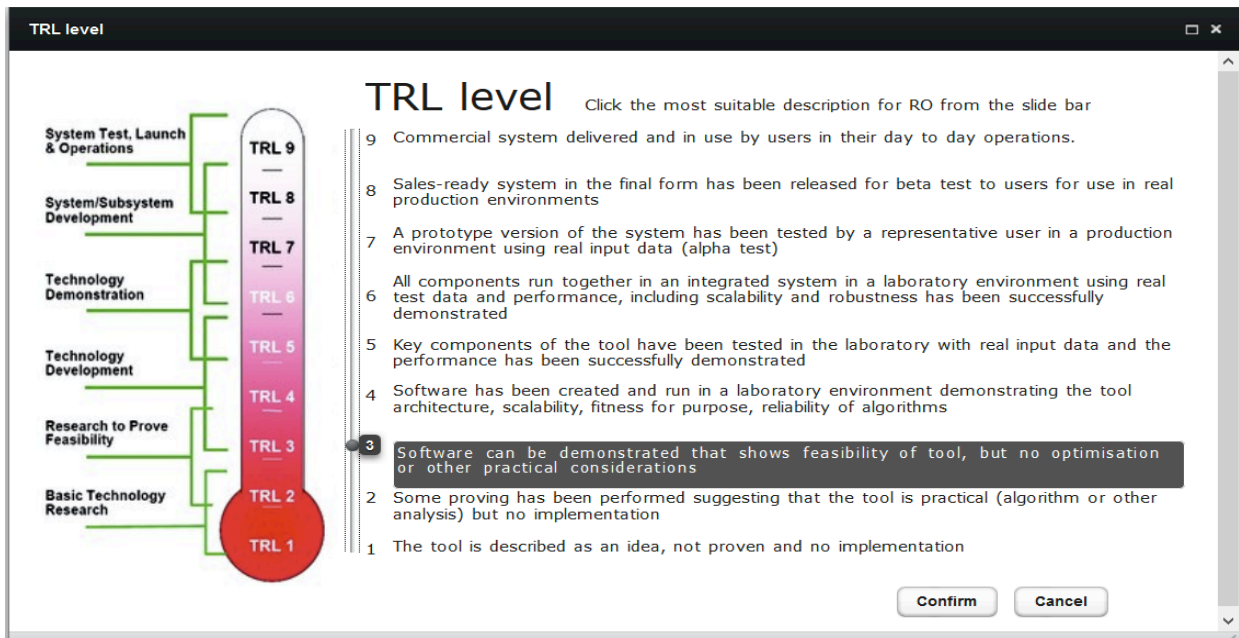 TRL level
TRL level
Click the most suitable description for RO from the slide bar
System Test, Launch
& Operations
System/Subsystem
Development
Technology
Demonstration
Technology
Development
Research to Prove
Feasibility
Basic Technology
Research
TRL 9
TRL 8
TRL 7
TRL 6
TRL 5
TRL 4
TRL 3
TRL 2
TRL 1
9 Commercial system delivered and in use by users in their day to day operations.
8 Sales-ready system in the final form has been released for beta test to users for use in real
production environments
7 A prototype version of the system has been tested by a representative user in a production
environment using real input data (alpha test)
6 All components run together in an integrated system in a laboratory environment using real
test data and performance, including scalability and robustness has been successfully
demonstrated
5 Key components of the tool have been tested in the laboratory with real input data and the
performance has been successfully demonstrated
4 Software has been created and run in a laboratory environment demonstrating the tool
architecture, scalability, fitness for purpose, reliability of algorithms
3 Software can be demonstrated that shows feasibility of tool, but no optimisation
or other practical considerations
2 Some proving has been performed suggesting that the tool is practical (algorithm or other
analysis) but no implementation
1 The tool is described as an idea, not proven and no implementation
Confirm
Cancel